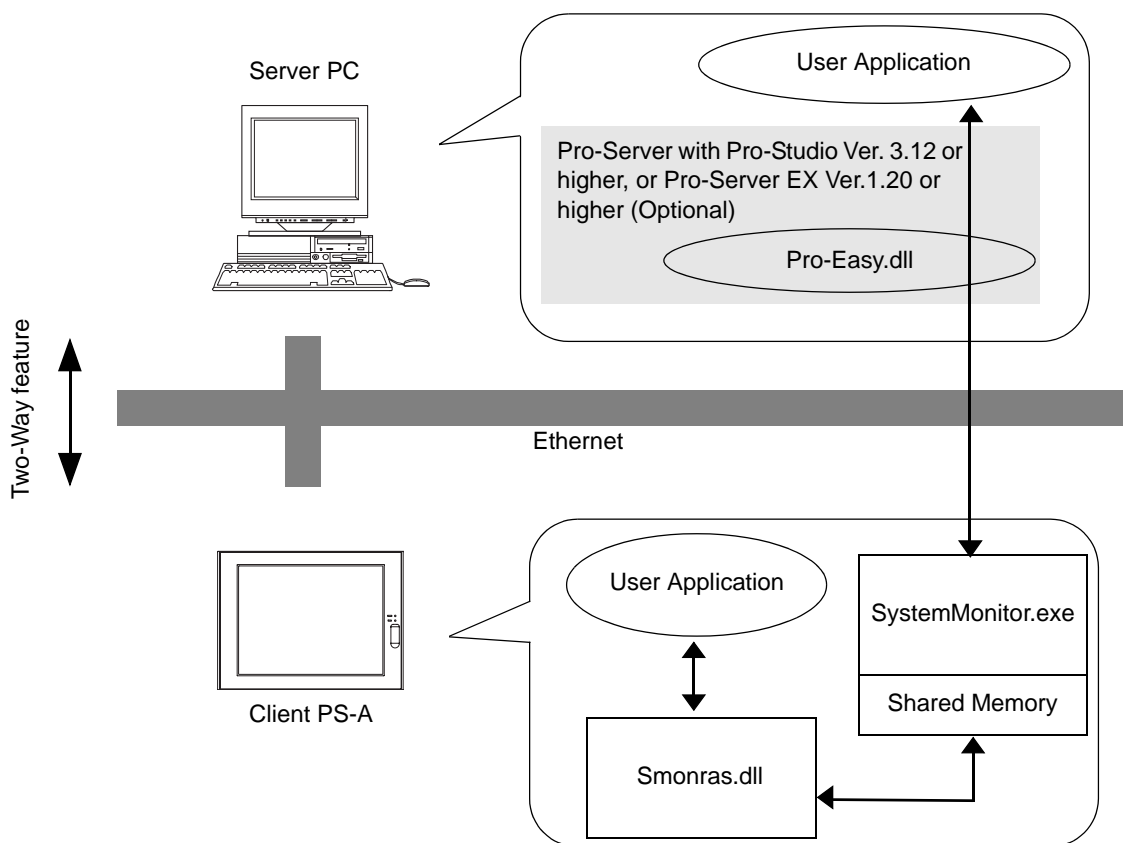 Server PC
User Application
Pro-Server with Pro-Studio Ver. 3.12 or
higher, or Pro-Server EX Ver.1.20 or
higher (Optional)
Pro-Easy.dll
Two-Way feature
Ethernet
User Application
SystemMonitor.exe
Shared Memory
Client PS-A
Smonras.dll